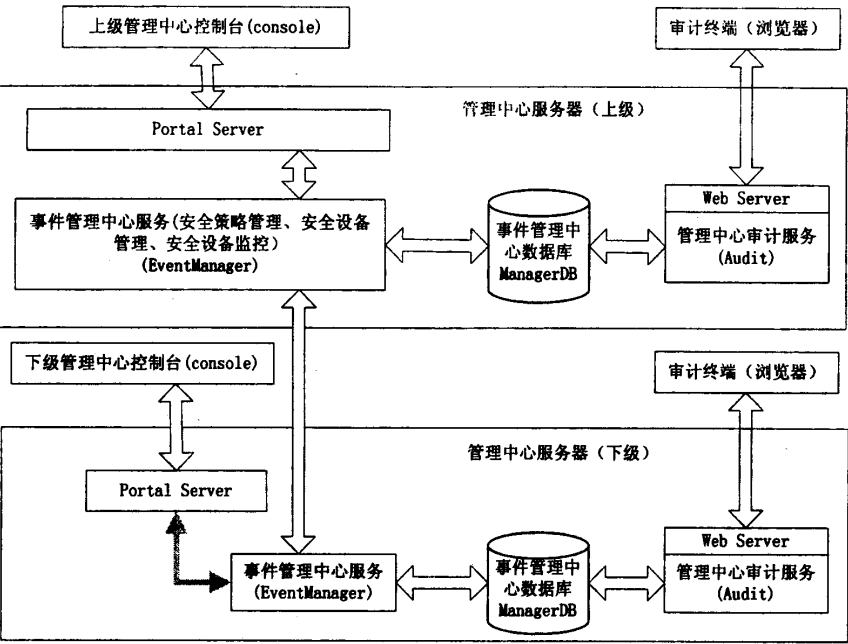 上级管理中心控制台(console)
审计终端（浏览器）
管理中心服务器（上级）
Portal Server
事件管理中心服务(安全策略管理、安全设备
管理、安全设备监控）
(EventManager)
事件管理中
心数据库
ManagerDB
Web Server
管理中心审计服务
(Audit)
下级管理中心控制台(console)
审计终端（浏览器）
管理中心服务器（下级）
Portal Server
事件管理中心服务
(EventManager)
事件管理中
心数据库
ManagerDB
Web Server
管理中心审计服务
(Audit)